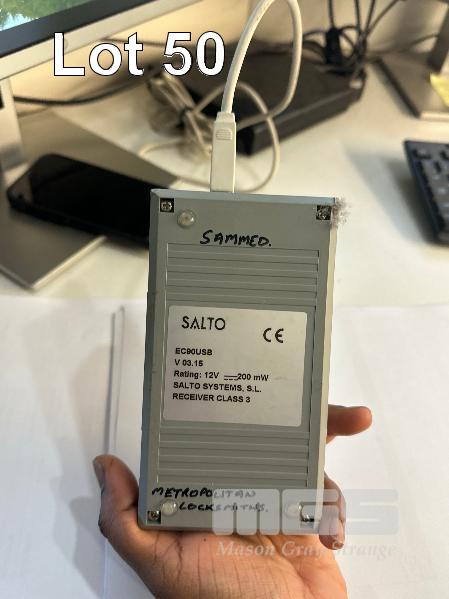 Lot 50
SAMMED.
SALTO CE
EC90USB
V 03.15
Rating: 12V ⎓200 mW
SALTO SYSTEMS, S.L.
RECEIVER CLASS 3
METROPOLITAN
LOCKSMITHS.
MGS
Mason Gray Strange